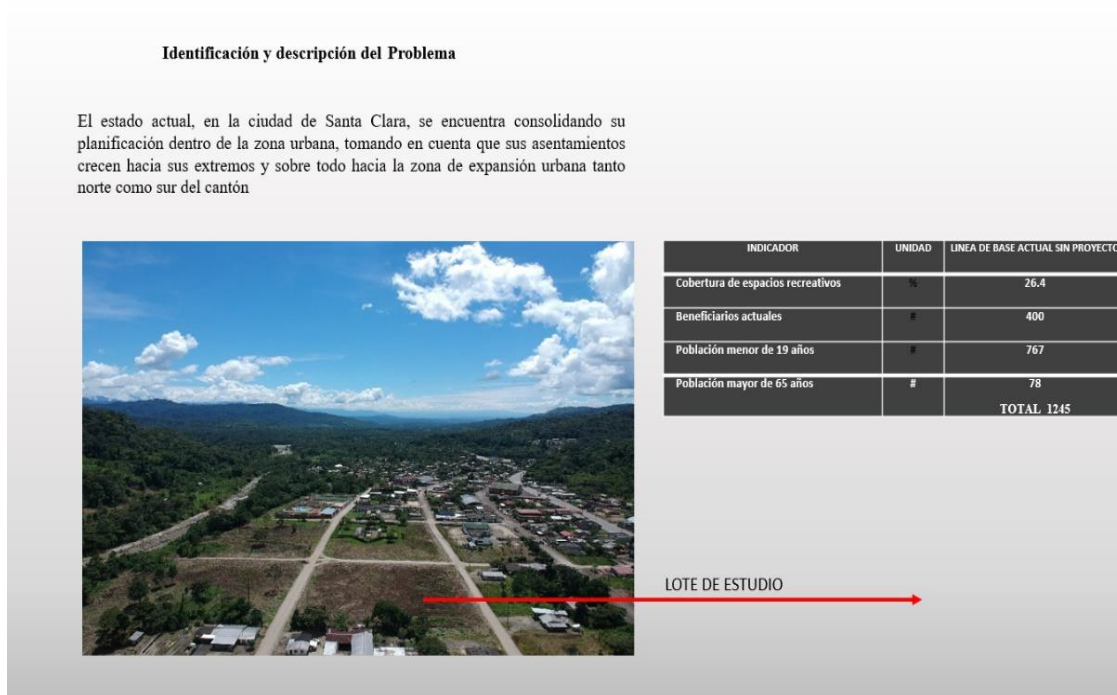 Identificación y descripción del Problema
El estado actual, en la ciudad de Santa Clara, se encuentra consolidando su
planificación dentro de la zona urbana, tomando en cuenta que sus asentamientos
crecen hacia sus extremos y sobre todo hacia la zona de expansión urbana tanto
norte como sur del cantón
INDICADOR UNIDAD LINEA DE BASE ACTUAL SIN PROYECTO
Cobertura de espacios recreativos % 26.4
Beneficiarios actuales # 400
Población menor de 19 años # 767
Población mayor de 65 años # 78
TOTAL 1245
LOTE DE ESTUDIO